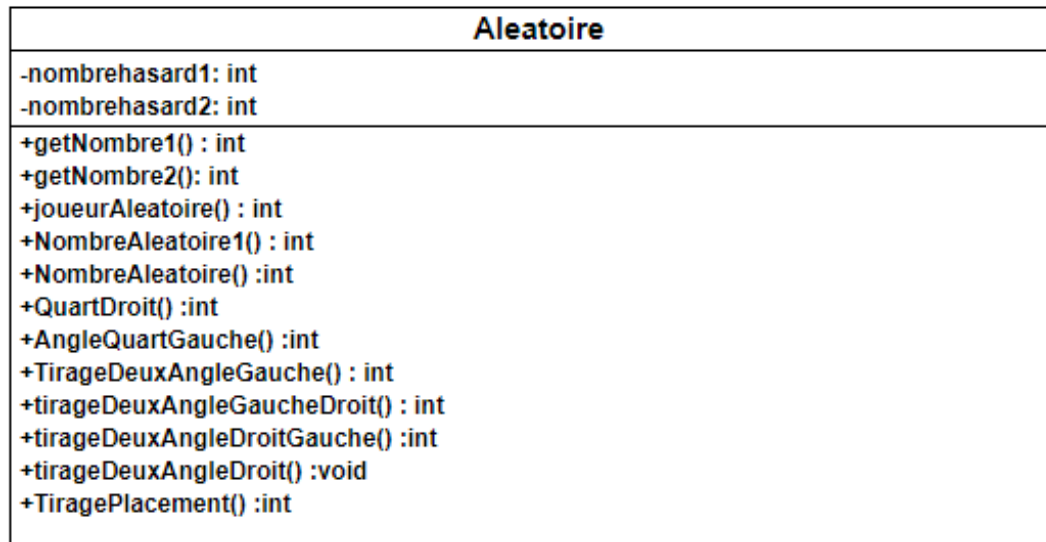 Aleatoire
-nombrehasard1: int
-nombrehasard2: int
+getNombre1() : int
+getNombre2(): int
+joueurAleatoire() : int
+NombreAleatoire1() : int
+NombreAleatoire() :int
+QuartDroit() :int
+AngleQuartGauche() :int
+TirageDeuxAngleGauche() : int
+tirageDeuxAngleGaucheDroit() : int
+tirageDeuxAngleDroitGauche() :int
+tirageDeuxAngleDroit() :void
+TiragePlacement() :int